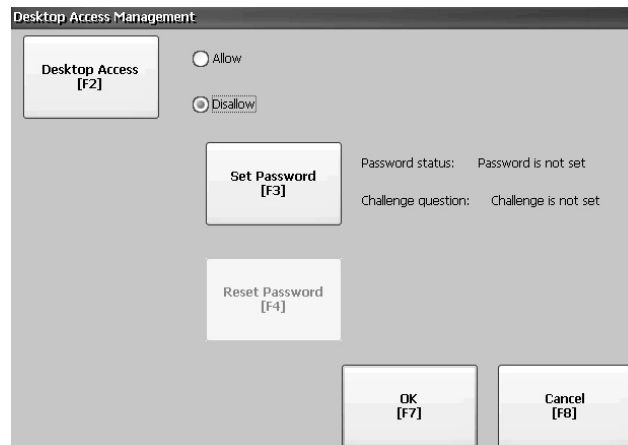 Desktop Access Management
Desktop Access
[F2]
Allow
Disallow
Set Password
[F3]
Password status: Password is not set
Challenge question: Challenge is not set
Reset Password
[F4]
OK
[F7]
Cancel
[F8]